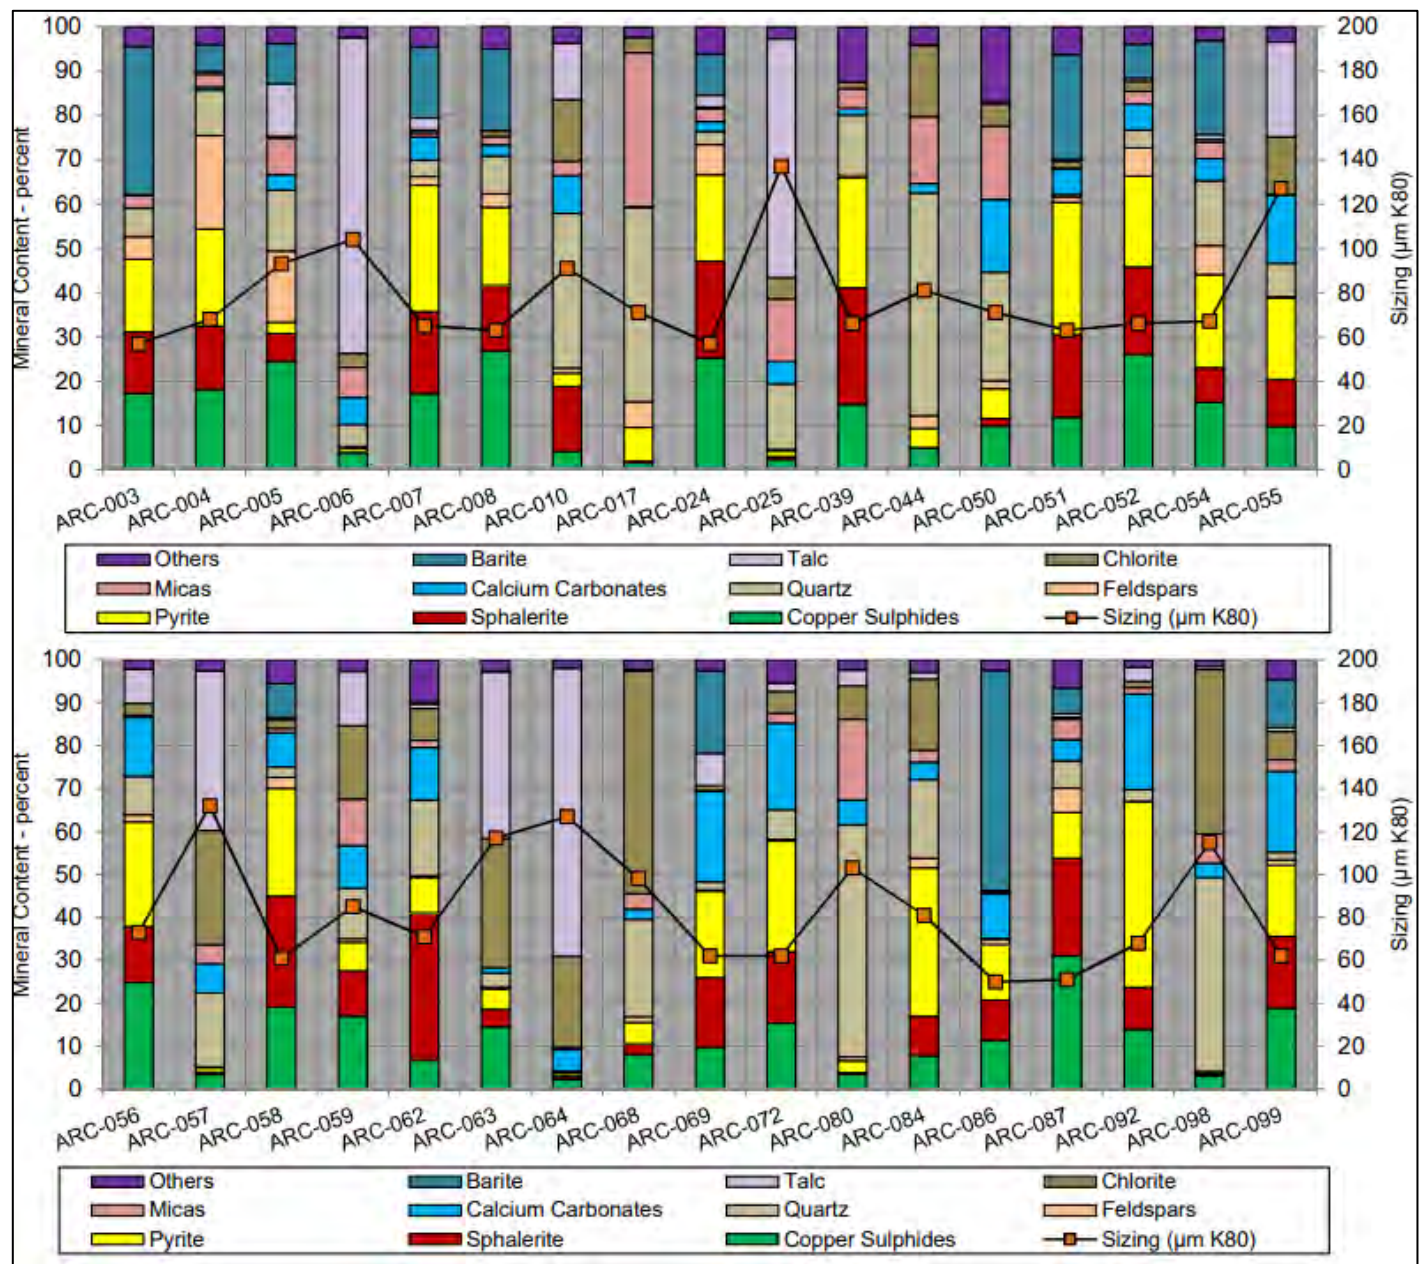 100 200
90 180
80 160
70 140
60 120
50 100
40 80
30 60
20 40
10 20
0 0
Mineral Content - percent
Sizing (µm K80)
ARC-003 ARC-004 ARC-005 ARC-006 ARC-007 ARC-008 ARC-010 ARC-017 ARC-024 ARC-025 ARC-039 ARC-044 ARC-050 ARC-051 ARC-052 ARC-054 ARC-055
Others Barite Talc Chlorite
Micas Calcium Carbonates Quartz Feldspars
Pyrite Sphalerite Copper Sulphides Sizing (µm K80)
100 200
90 180
80 160
70 140
60 120
50 100
40 80
30 60
20 40
10 20
0 0
Mineral Content - percent
Sizing (µm K80)
ARC-056 ARC-057 ARC-058 ARC-059 ARC-062 ARC-063 ARC-064 ARC-068 ARC-069 ARC-072 ARC-080 ARC-084 ARC-086 ARC-087 ARC-092 ARC-098 ARC-099
Others Barite Talc Chlorite
Micas Calcium Carbonates Quartz Feldspars
Pyrite Sphalerite Copper Sulphides Sizing (µm K80)